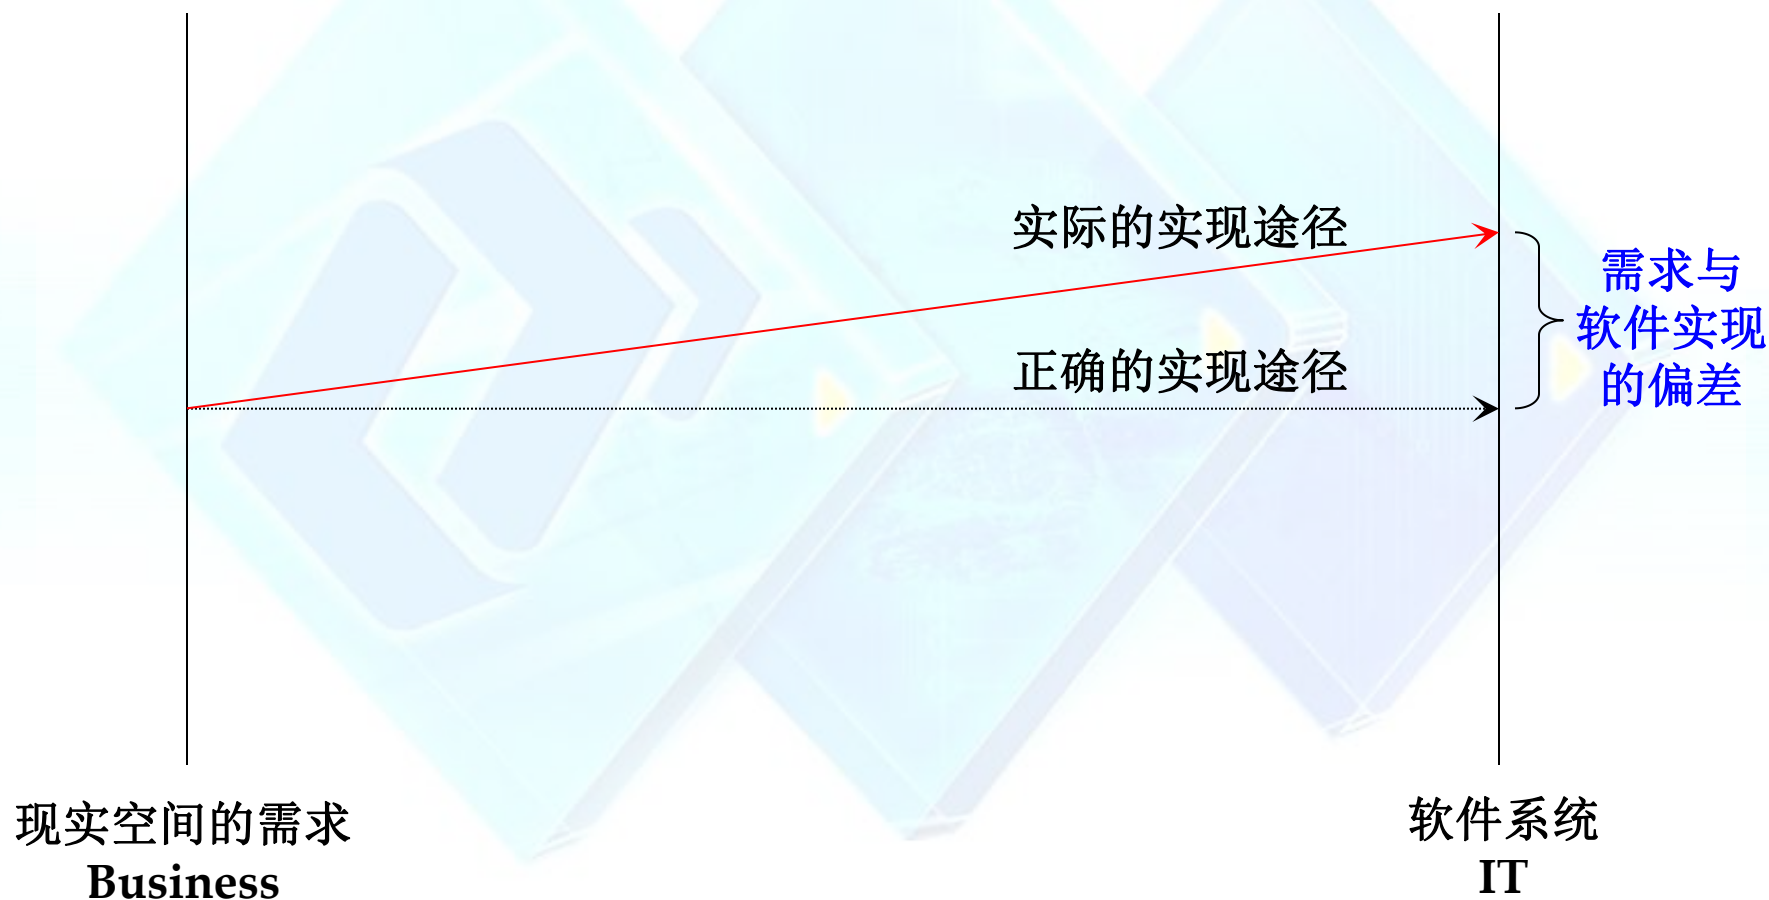 实际的实现途径
需求与
软件实现
的偏差
正确的实现途径
现实空间的需求
Business
软件系统
IT